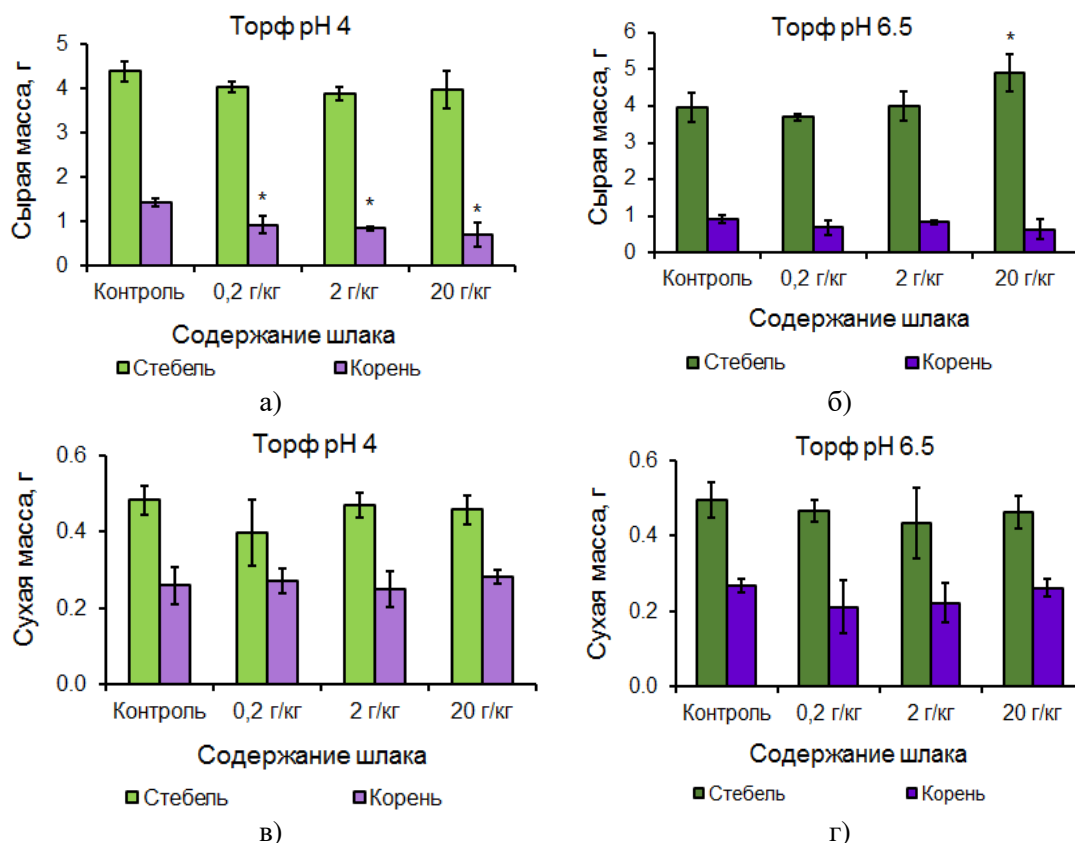 Торф pH 4
Сырая масса, г
5
4
3
2
1
0
*
*
*
Контроль 0,2 г/кг 2 г/кг 20 г/кг
Содержание шлака
Стебель Корень
а)
Торф pH 6.5
Сырая масса, г
6
5
4
3
2
1
0
*
Контроль 0,2 г/кг 2 г/кг 20 г/кг
Содержание шлака
Стебель Корень
б)
Торф pH 4
Сухая масса, г
0.6
0.4
0.2
0.0
Контроль 0,2 г/кг 2 г/кг 20 г/кг
Содержание шлака
Стебель Корень
в)
Торф pH 6.5
Сухая масса, г
0.6
0.4
0.2
0.0
Контроль 0,2 г/кг 2 г/кг 20 г/кг
Содержание шлака
Стебель Корень
г)